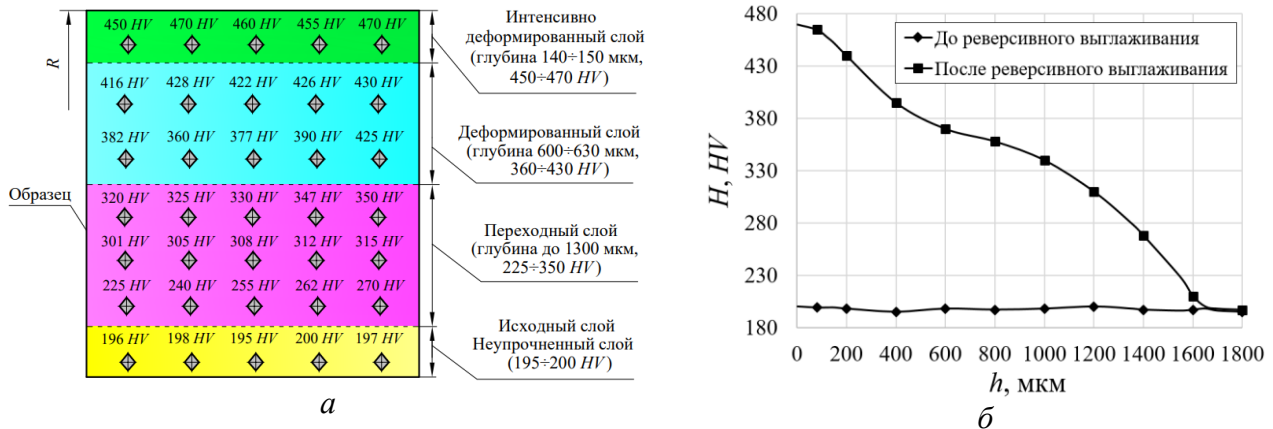 450 HV 470 HV 460 HV 455 HV 470 HV
R
416 HV 428 HV 422 HV 426 HV 430 HV
382 HV 360 HV 377 HV 390 HV 425 HV
Образец
320 HV 325 HV 330 HV 347 HV 350 HV
301 HV 305 HV 308 HV 312 HV 315 HV
225 HV 240 HV 255 HV 262 HV 270 HV
196 HV 198 HV 195 HV 200 HV 197 HV
Интенсивно
деформированный слой
(глубина 140÷150 мкм,
450÷470 HV)
Деформированный слой
(глубина 600÷630 мкм,
360÷430 HV)
Переходный слой
(глубина до 1300 мкм,
225÷350 HV)
Исходный слой
Неупрочненный слой
(195÷200 HV)
а
H, HV
480
430
380
330
280
230
180
До реверсивного выглаживания
После реверсивного выглаживания
0 200 400 600 800 1000 1200 1400 1600 1800
h, мкм
б